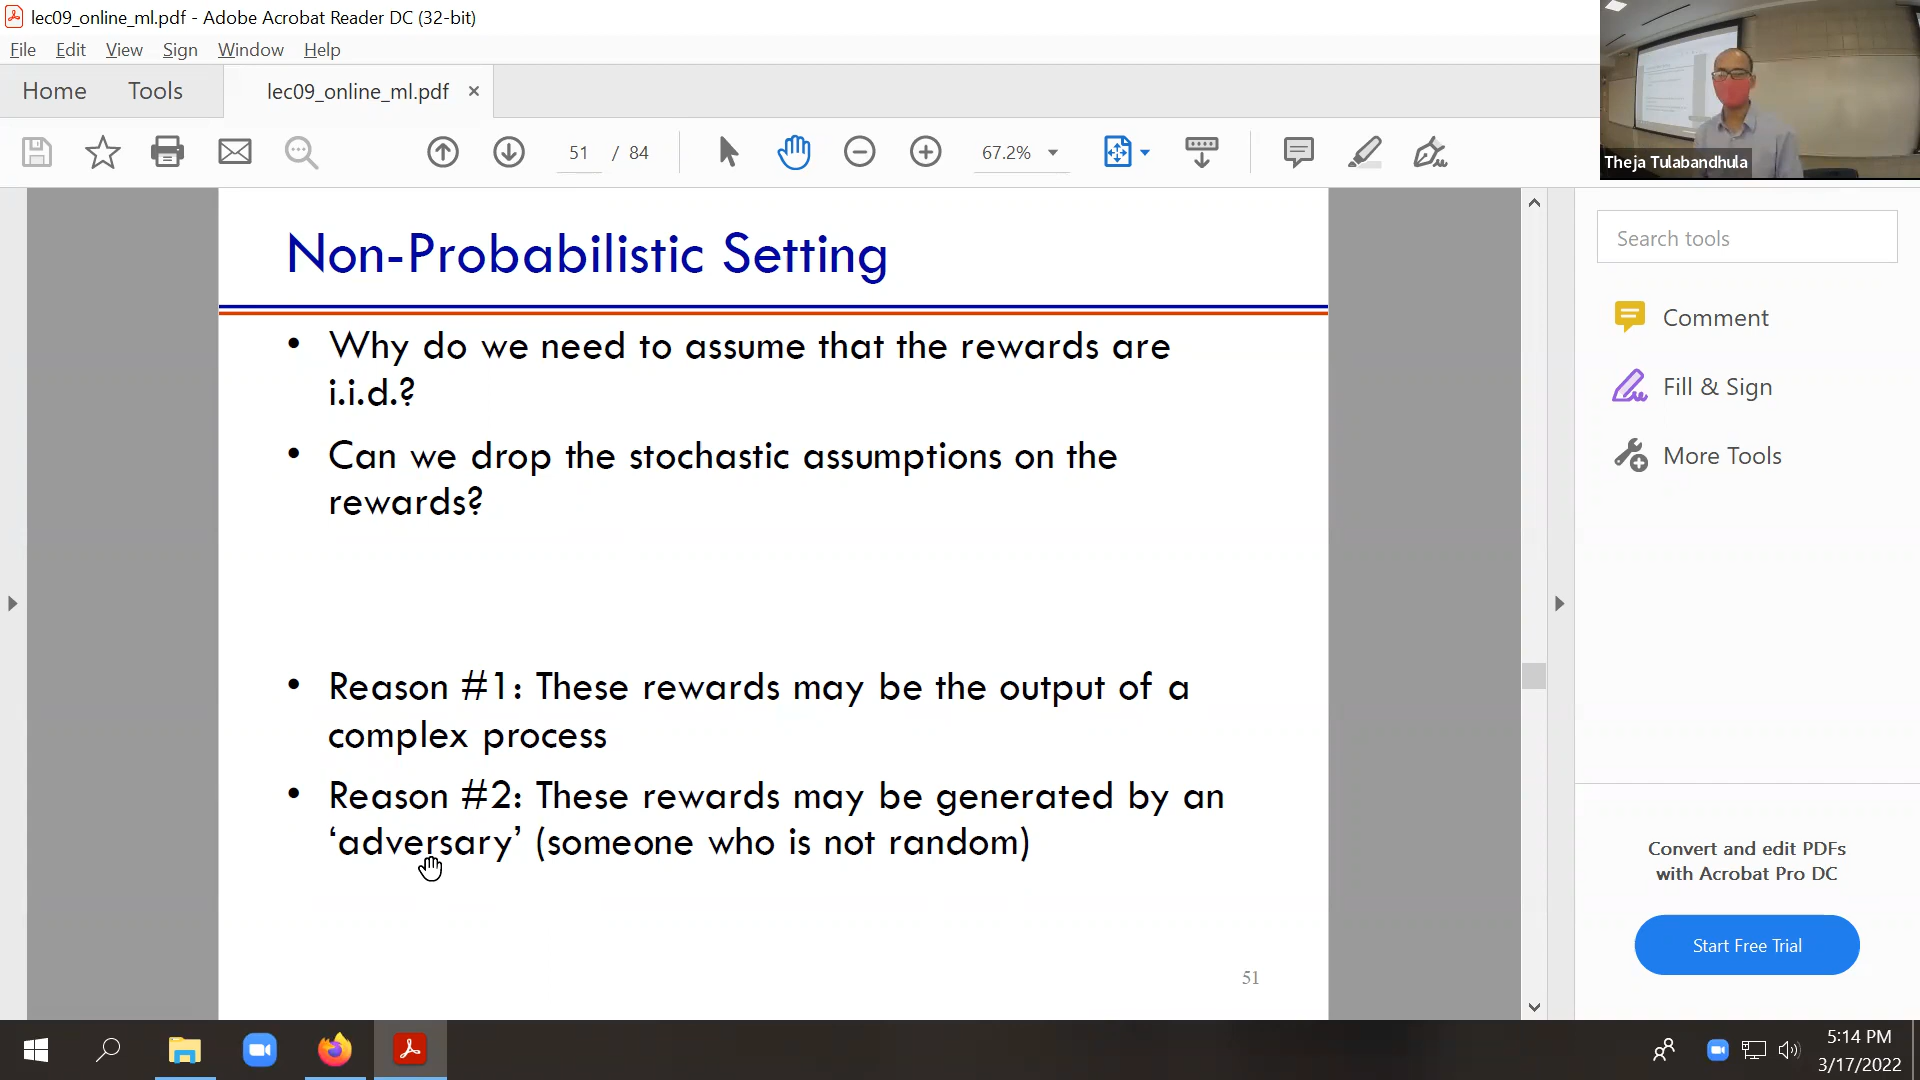 lec09_online_ml.pdf - Adobe Acrobat Reader DC (32-bit)
File Edit View Sign Window Help
Home Tools lec09_online_ml.pdf ×
51 / 84 67.2%
Theja Tulabandhula
Non-Probabilistic Setting
• Why do we need to assume that the rewards are
i.i.d.?
• Can we drop the stochastic assumptions on the
rewards?
• Reason #1: These rewards may be the output of a
complex process
• Reason #2: These rewards may be generated by an
‘adversary’ (someone who is not random)
51
Search tools
Comment
Fill & Sign
More Tools
Convert and edit PDFs
with Acrobat Pro DC
Start Free Trial
5:14 PM
3/17/2022